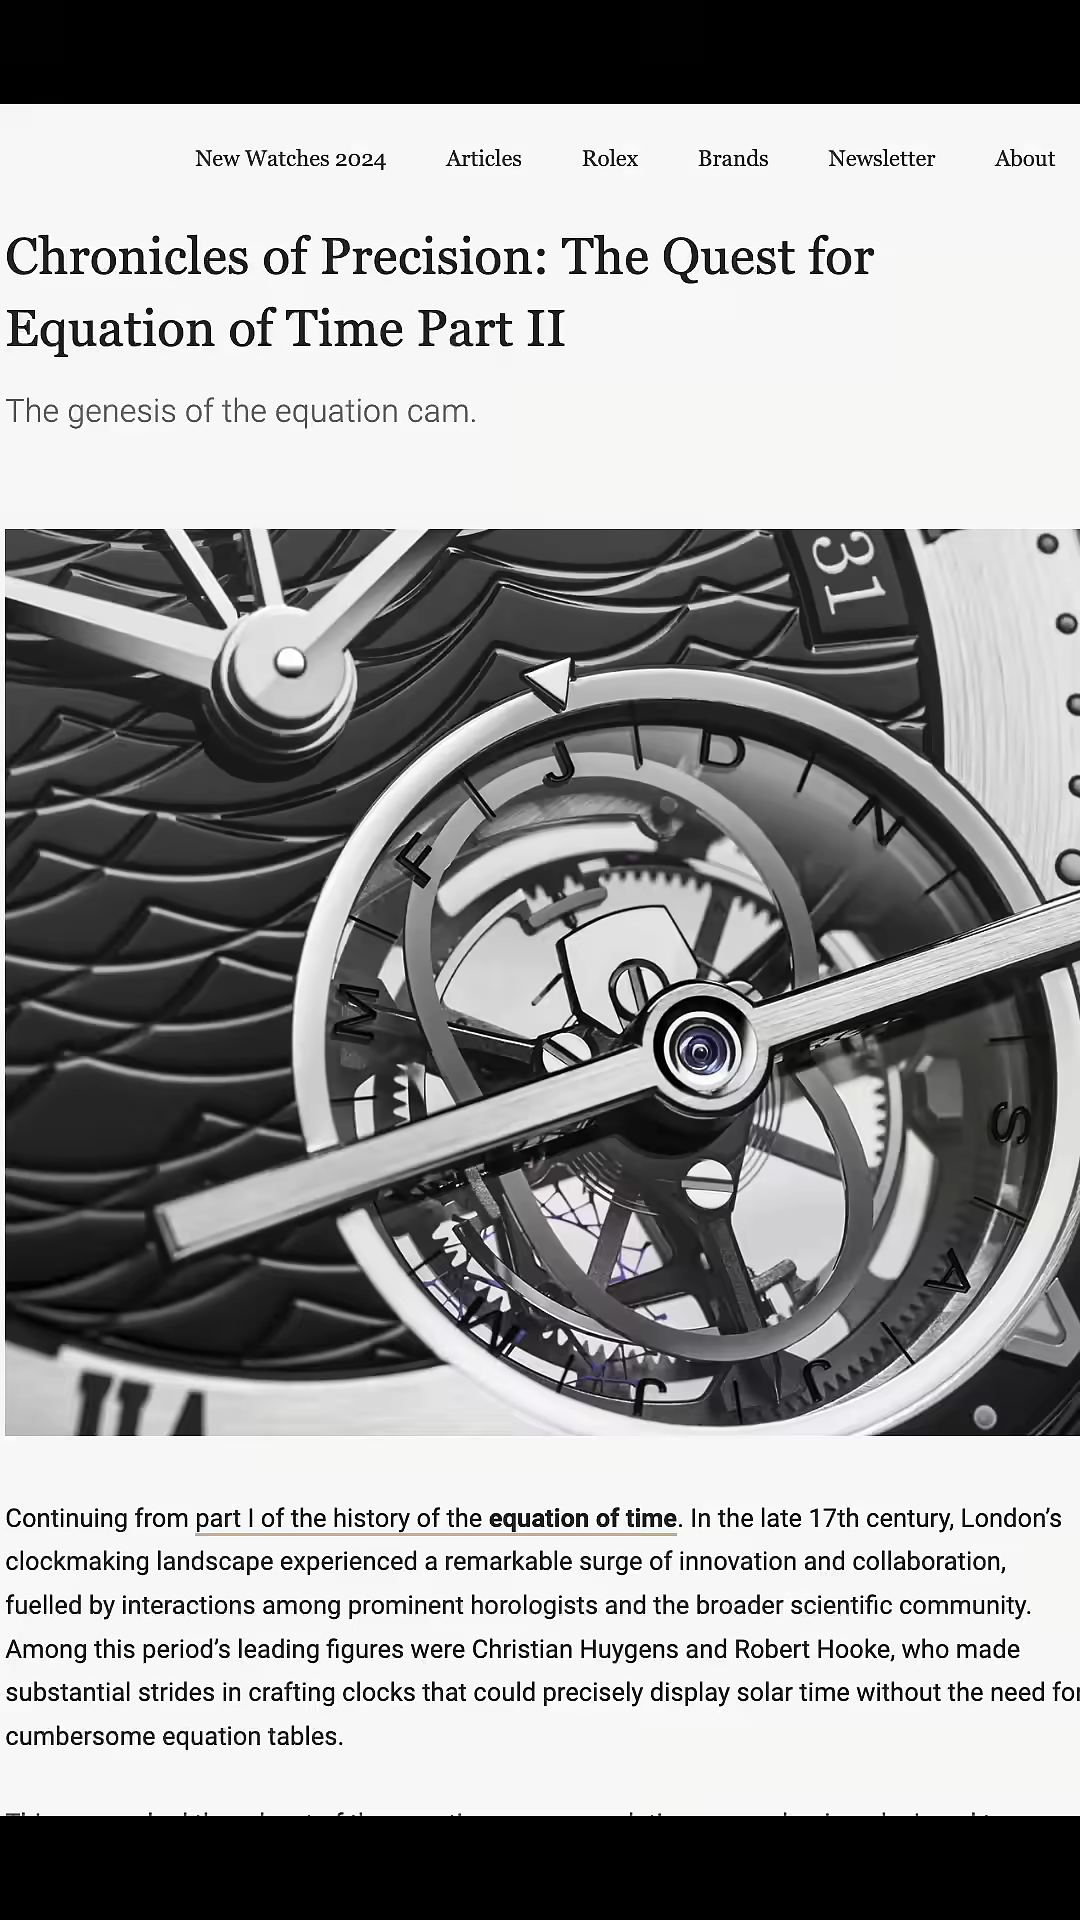 New Watches 2024 Articles Rolex Brands Newsletter About
Chronicles of Precision: The Quest for
Equation of Time Part II
The genesis of the equation cam.
31
J D N
F
M
S
A
M J J
Continuing from part I of the history of the equation of time. In the late 17th century, London’s
clockmaking landscape experienced a remarkable surge of innovation and collaboration,
fuelled by interactions among prominent horologists and the broader scientific community.
Among this period’s leading figures were Christian Huygens and Robert Hooke, who made
substantial strides in crafting clocks that could precisely display solar time without the need for
cumbersome equation tables.